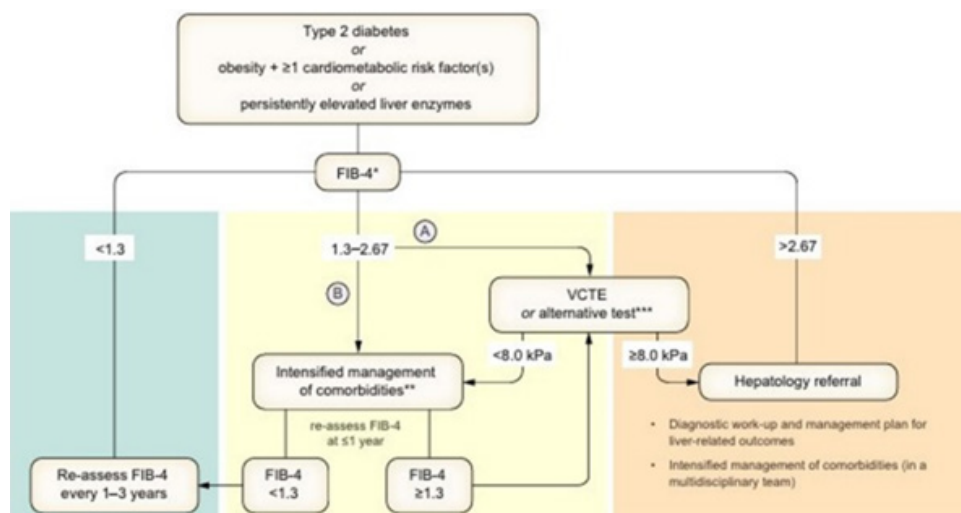 Type 2 diabetes
or
obesity + ≥1 cardiometabolic risk factor(s)
or
persistently elevated liver enzymes
FIB-4*
<1.3
1.3–2.67
A
>2.67
B
VCTE
or alternative test***
<8.0 kPa
≥8.0 kPa
Intensified management
of comorbidities**
Hepatology referral
re-assess FIB-4
at ≤1 year
• Diagnostic work-up and management plan for
liver-related outcomes
• Intensified management of comorbidities (in a
multidisciplinary team)
Re-assess FIB-4
every 1–3 years
FIB-4
<1.3
FIB-4
≥1.3